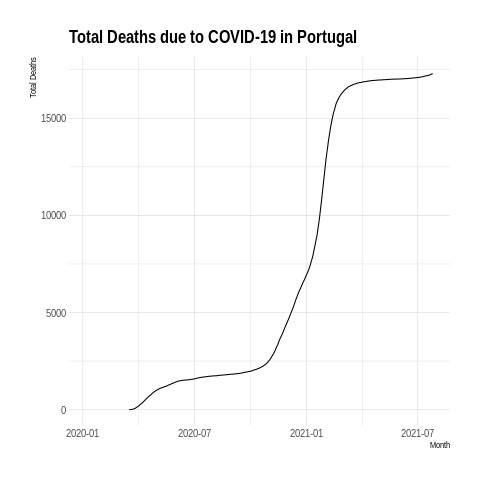 Total Deaths due to COVID-19 in Portugal
Total Deaths
15000
10000
5000
0
2020-01 2020-07 2021-01 2021-07
Month